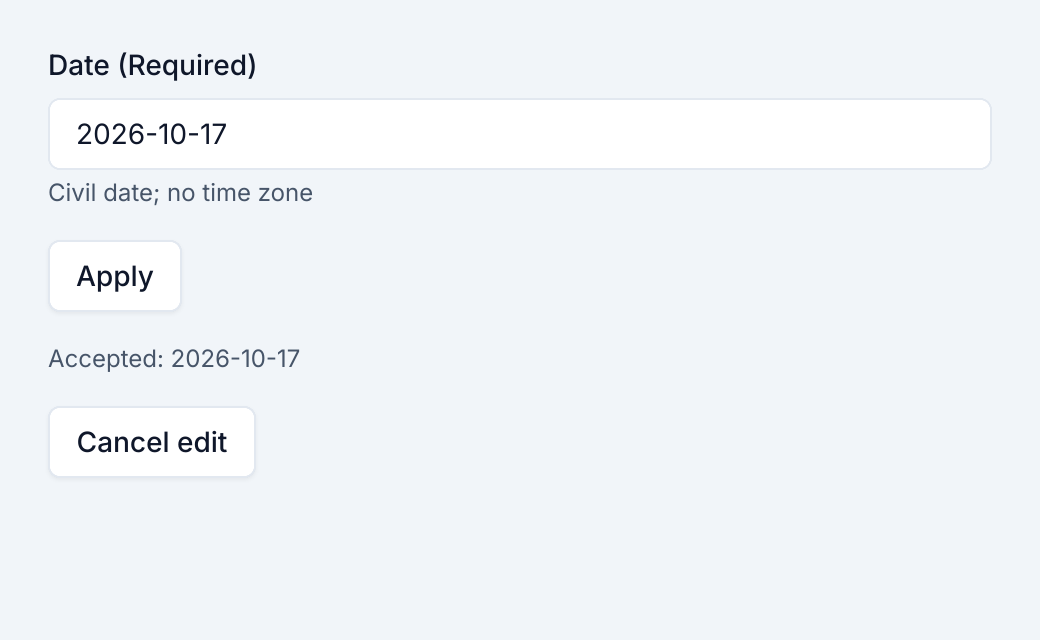 Date (Required)
2026-10-17
Civil date; no time zone
Apply
Accepted: 2026-10-17
Cancel edit